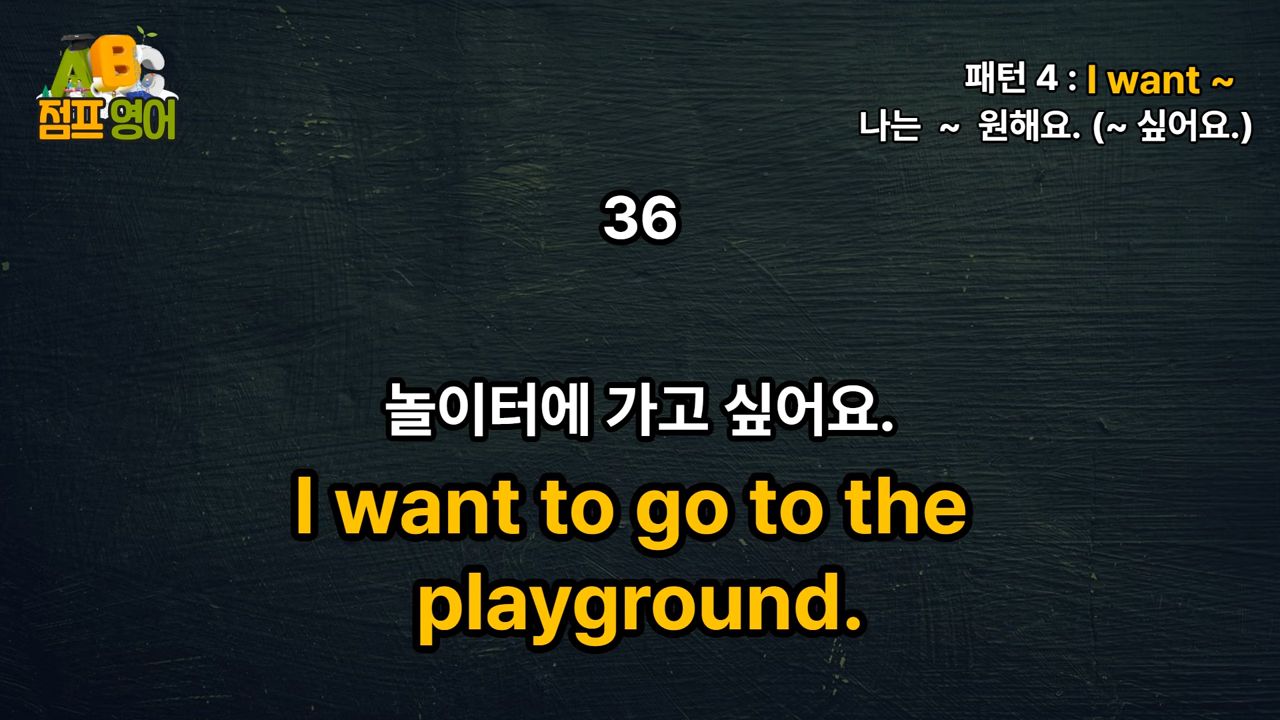 ABC
점프 영어
패턴 4 : I want ~
나는 ~ 원해요. (~ 싶어요.)
36
놀이터에 가고 싶어요.
I want to go to the
playground.